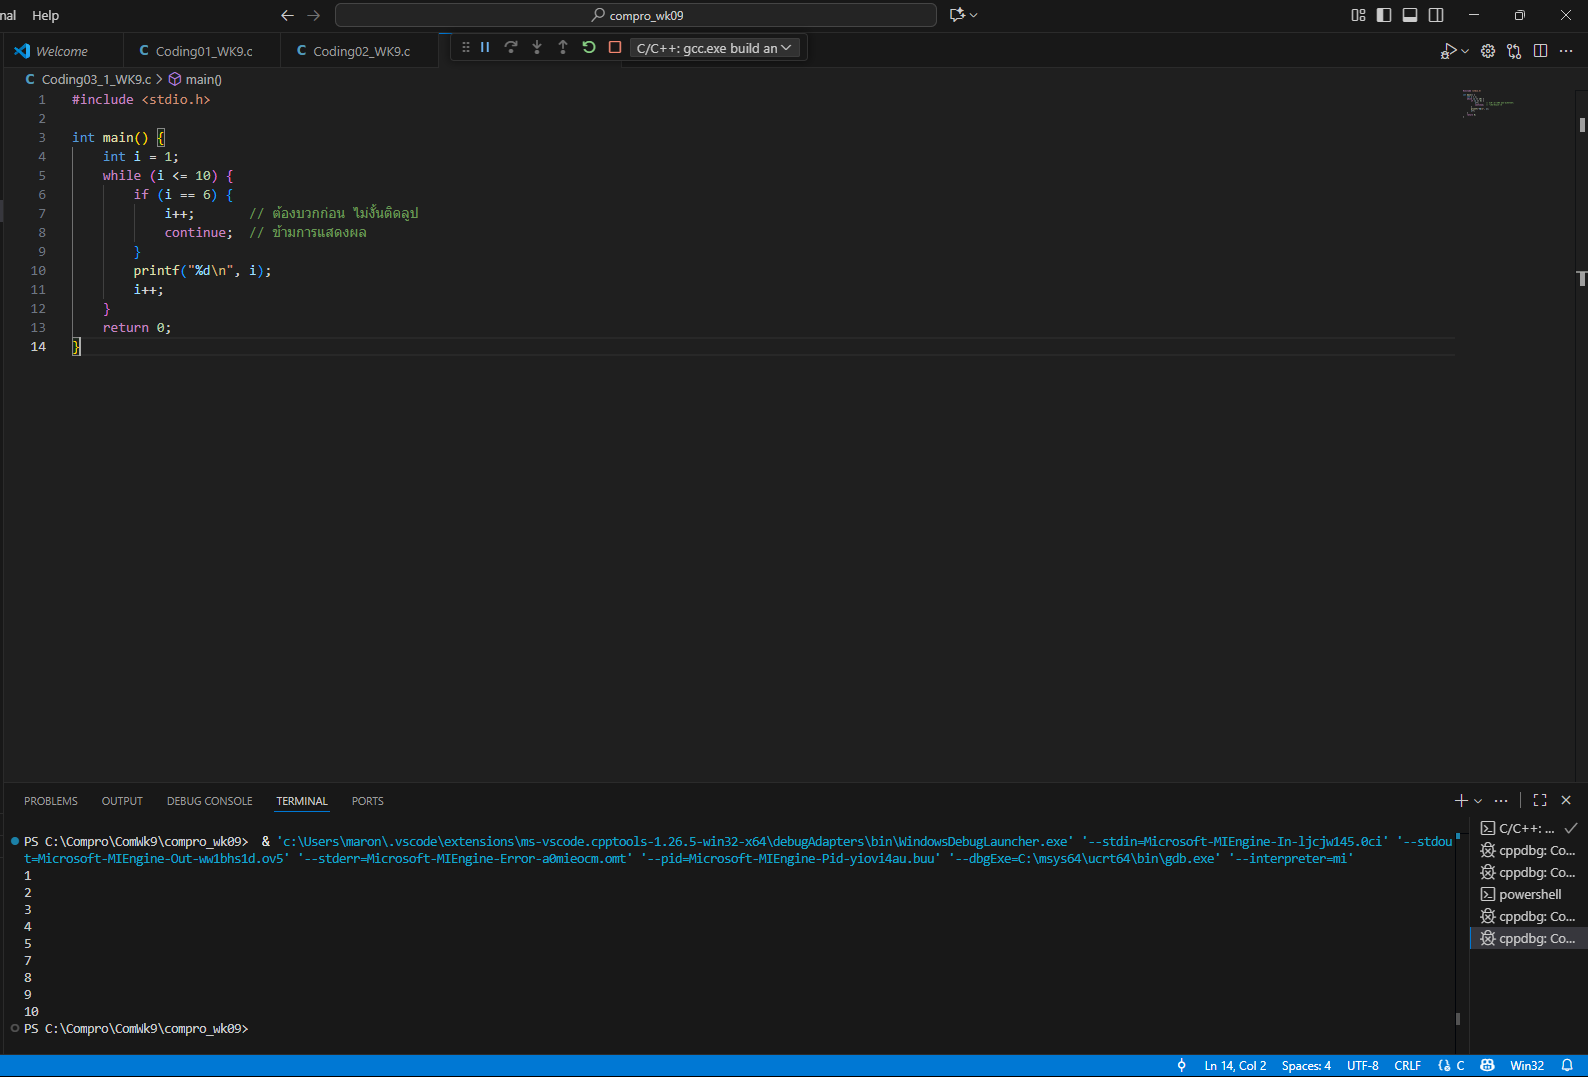 nal Help compro_wk09
Welcome Coding01_WK9.c Coding02_WK9.c C/C++: gcc.exe build an
C Coding03_1_WK9.c > main()
1 #include <stdio.h>
2
3 int main() {
4 int i = 1;
5 while (i <= 10) {
6 if (i == 6) {
7 i++; // ต้องบวกก่อน ไม่งั้นติดลูป
8 continue; // ข้ามการแสดงผล
9 }
10 printf("%d\n", i);
11 i++;
12 }
13 return 0;
14 }
PROBLEMS OUTPUT DEBUG CONSOLE TERMINAL PORTS
PS C:\Compro\ComWk9\compro_wk09> & 'c:\Users\maron\.vscode\extensions\ms-vscode.cpptools-1.26.5-win32-x64\debugAdapters\bin\WindowsDebugLauncher.exe' '--stdin=Microsoft-MIEngine-In-ljcjw145.0ci' '--stdou
t=Microsoft-MIEngine-Out-ww1bhs1d.ov5' '--stderr=Microsoft-MIEngine-Error-a0mieocm.omt' '--pid=Microsoft-MIEngine-Pid-yiovi4au.buu' '--dbgExe=C:\msys64\ucrt64\bin\gdb.exe' '--interpreter=mi'
1
2
3
4
5
7
8
9
10
PS C:\Compro\ComWk9\compro_wk09>
C/C++: ...
cppdbg: Co...
cppdbg: Co...
powershell
cppdbg: Co...
cppdbg: Co...
Ln 14, Col 2 Spaces: 4 UTF-8 CRLF C Win32